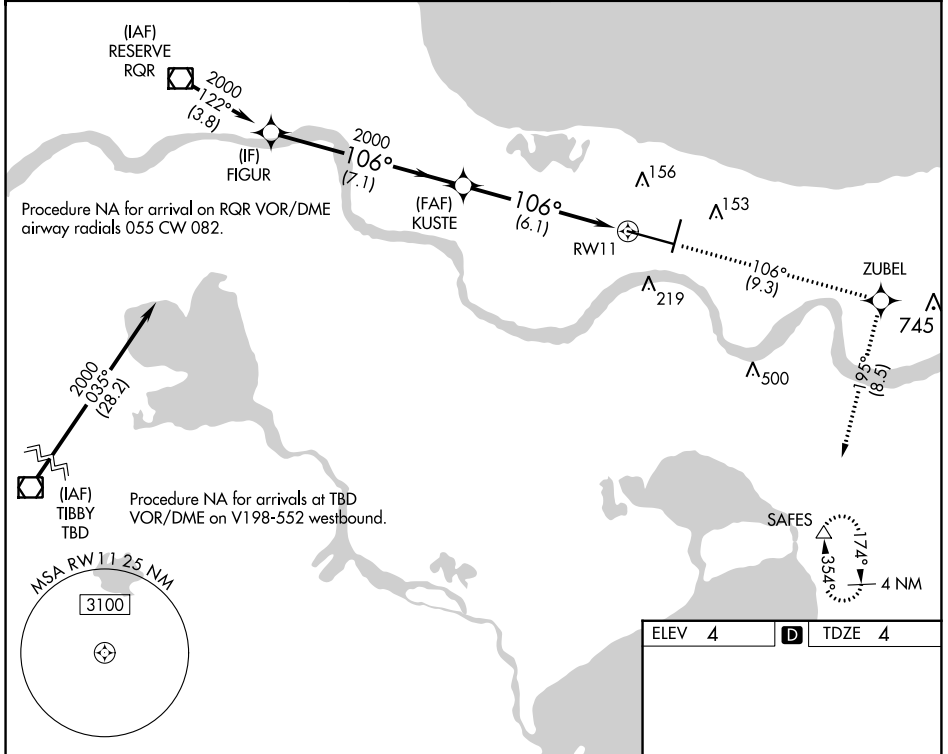 (IAF)
RESERVE
RQR
2000
122°
(3.8)
(IF)
FIGUR
2000
106°
(7.1)
(FAF)
KUSTE
106°
(6.1)
RW11
156
153
219
106°
(9.3)
ZUBEL
745
500
195°
(8.5)
Procedure NA for arrival on RQR VOR/DME
airway radials 055 CW 082.
2000
035°
(28.2)
(IAF)
TIBBY
TBD
Procedure NA for arrivals at TBD
VOR/DME on V198-552 westbound.
SAFES
174°
354°
4 NM
MSA RW11 25 NM
3100
ELEV 4 D TDZE 4